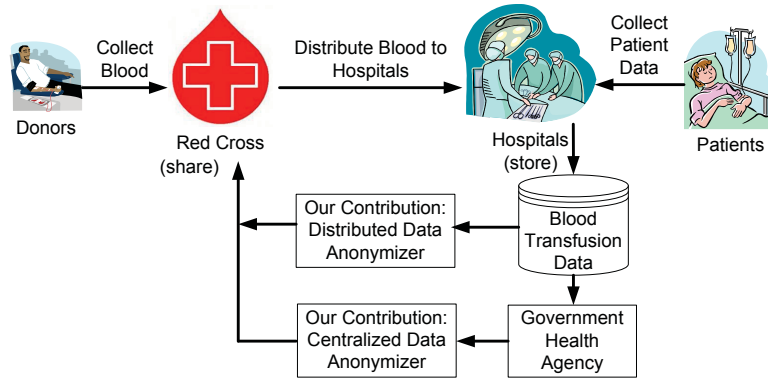 Collect
Blood
Distribute Blood to
Hospitals
Collect
Patient
Data
Donors
Red Cross
(share)
Hospitals
(store)
Patients
Our Contribution:
Distributed Data
Anonymizer
Blood
Transfusion
Data
Our Contribution:
Centralized Data
Anonymizer
Government
Health
Agency